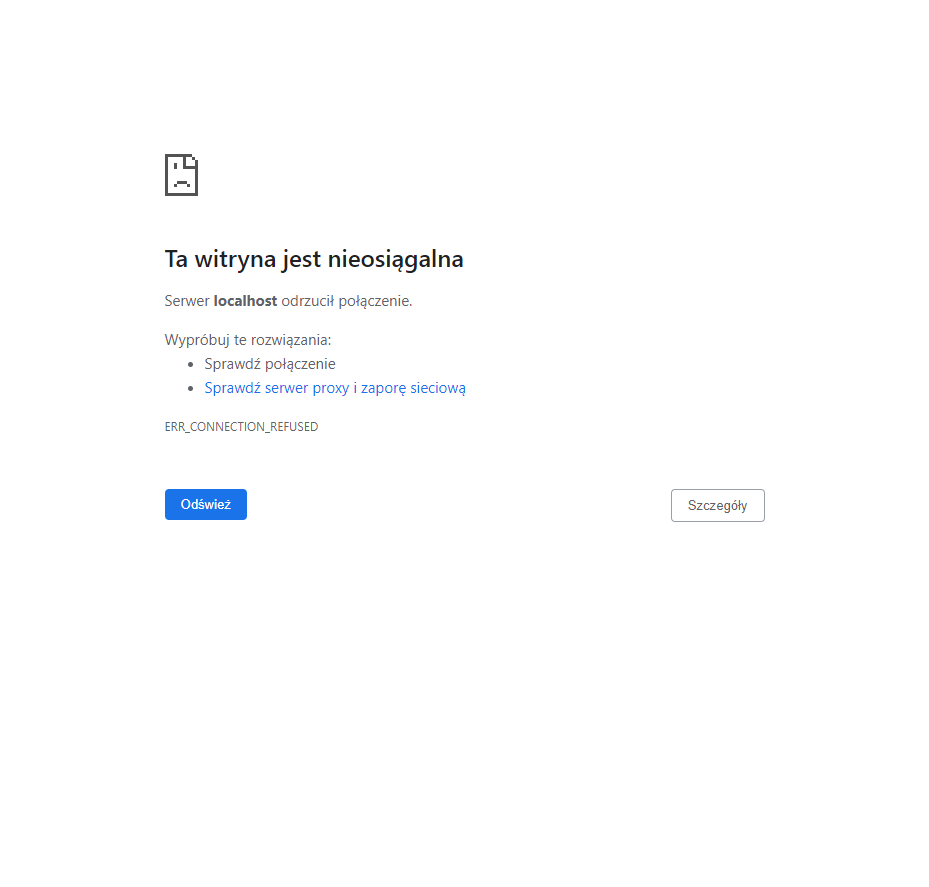 Ta witryna jest nieosiągalna
Serwer localhost odrzucił połączenie.
Wypróbuj te rozwiązania:
Sprawdź połączenie
Sprawdź serwer proxy i zaporę sieciową
ERR_CONNECTION_REFUSED
Odśwież
Szczegóły